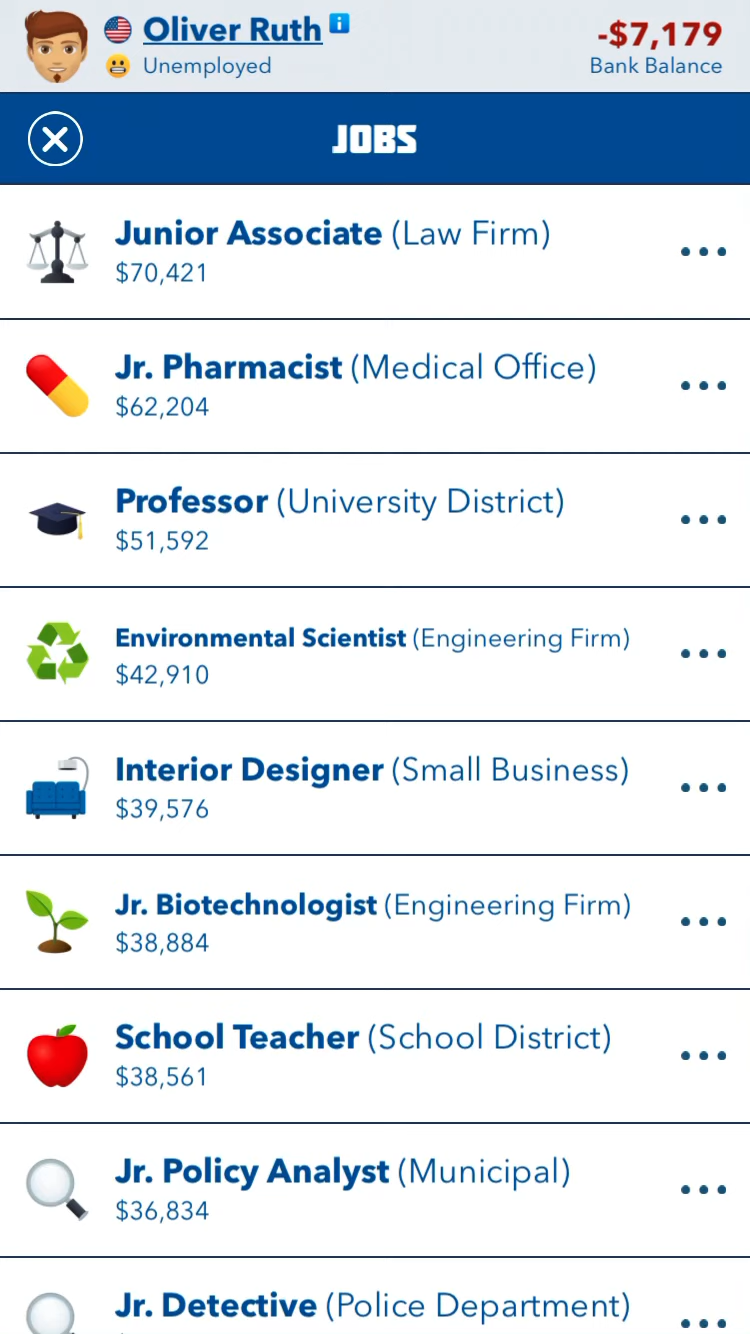 Oliver Ruth i
-$7,179
Unemployed
Bank Balance
JOBS
Junior Associate (Law Firm)
$70,421
Jr. Pharmacist (Medical Office)
$62,204
Professor (University District)
$51,592
Environmental Scientist (Engineering Firm)
$42,910
Interior Designer (Small Business)
$39,576
Jr. Biotechnologist (Engineering Firm)
$38,884
School Teacher (School District)
$38,561
Jr. Policy Analyst (Municipal)
$36,834
Jr. Detective (Police Department)